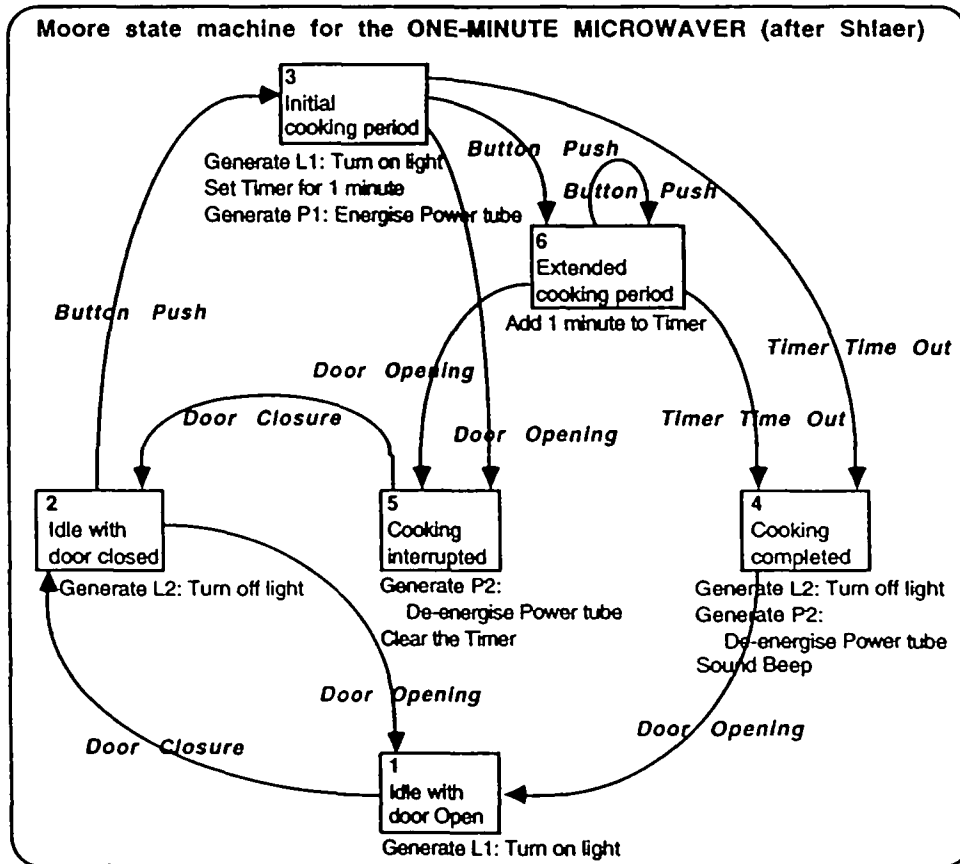 Moore state machine for the ONE-MINUTE MICROWAVER (after Shlaer)
3
Initial
cooking period
Generate L1: Turn on light
Set Timer for 1 minute
Generate P1: Energise Power tube
Button Push
Button Push
6
Extended
cooking period
Add 1 minute to Timer
Button Push
Timer Time Out
Door Opening
Door Closure
Door Opening
Timer Time Out
2
Idle with
door closed
Generate L2: Turn off light
5
Cooking
interrupted
Generate P2:
De-energise Power tube
Clear the Timer
4
Cooking
completed
Generate L2: Turn off light
Generate P2:
De-energise Power tube
Sound Beep
Door Opening
Door Opening
Door Closure
1
Idle with
door Open
Generate L1: Turn on light